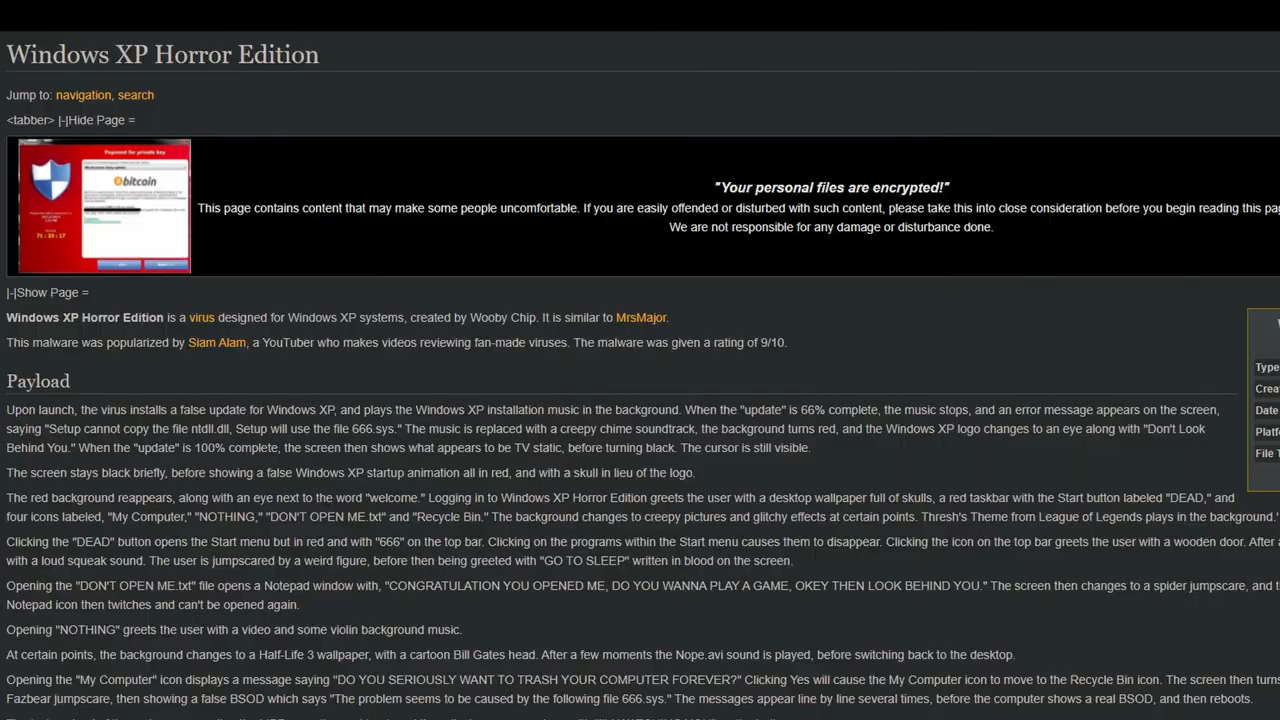 Windows XP Horror Edition
Jump to: navigation, search
<tabber> |-|Hide Page =
Payment for private key
bitcoin
"Your personal files are encrypted!"
This page contains content that may make some people uncomfortable. If you are easily offended or disturbed with such content, please take this into close consideration before you begin reading this pag
We are not responsible for any damage or disturbance done.
|-|Show Page =
Windows XP Horror Edition is a virus designed for Windows XP systems, created by Wooby Chip. It is similar to MrsMajor.
This malware was popularized by Siam Alam, a YouTuber who makes videos reviewing fan-made viruses. The malware was given a rating of 9/10.
Type
Crea
Date
Platf
File T
Payload
Upon launch, the virus installs a false update for Windows XP, and plays the Windows XP installation music in the background. When the "update" is 66% complete, the music stops, and an error message appears on the screen,
saying "Setup cannot copy the file ntdll.dll, Setup will use the file 666.sys." The music is replaced with a creepy chime soundtrack, the background turns red, and the Windows XP logo changes to an eye along with "Don't Look
Behind You." When the "update" is 100% complete, the screen then shows what appears to be TV static, before turning black. The cursor is still visible.
The screen stays black briefly, before showing a false Windows XP startup animation all in red, and with a skull in lieu of the logo.
The red background reappears, along with an eye next to the word "welcome." Logging in to Windows XP Horror Edition greets the user with a desktop wallpaper full of skulls, a red taskbar with the Start button labeled "DEAD," and
four icons labeled, "My Computer," "NOTHING," "DON'T OPEN ME.txt" and "Recycle Bin." The background changes to creepy pictures and glitchy effects at certain points. Thresh's Theme from League of Legends plays in the background.'
Clicking the "DEAD" button opens the Start menu but in red and with "666" on the top bar. Clicking on the programs within the Start menu causes them to disappear. Clicking the icon on the top bar greets the user with a wooden door. After a
with a loud squeak sound. The user is jumpscared by a weird figure, before then being greeted with "GO TO SLEEP" written in blood on the screen.
Opening the "DON'T OPEN ME.txt" file opens a Notepad window with, "CONGRATULATION YOU OPENED ME, DO YOU WANNA PLAY A GAME, OKEY THEN LOOK BEHIND YOU." The screen then changes to a spider jumpscare, and t
Notepad icon then twitches and can't be opened again.
Opening "NOTHING" greets the user with a video and some violin background music.
At certain points, the background changes to a Half-Life 3 wallpaper, with a cartoon Bill Gates head. After a few moments the Nope.avi sound is played, before switching back to the desktop.
Opening the "My Computer" icon displays a message saying "DO YOU SERIOUSLY WANT TO TRASH YOUR COMPUTER FOREVER?" Clicking Yes will cause the My Computer icon to move to the Recycle Bin icon. The screen then turns
Fazbear jumpscare, then showing a false BSOD which says "The problem seems to be caused by the following file 666.sys." The messages appear line by line several times, before the computer shows a real BSOD, and then reboots.